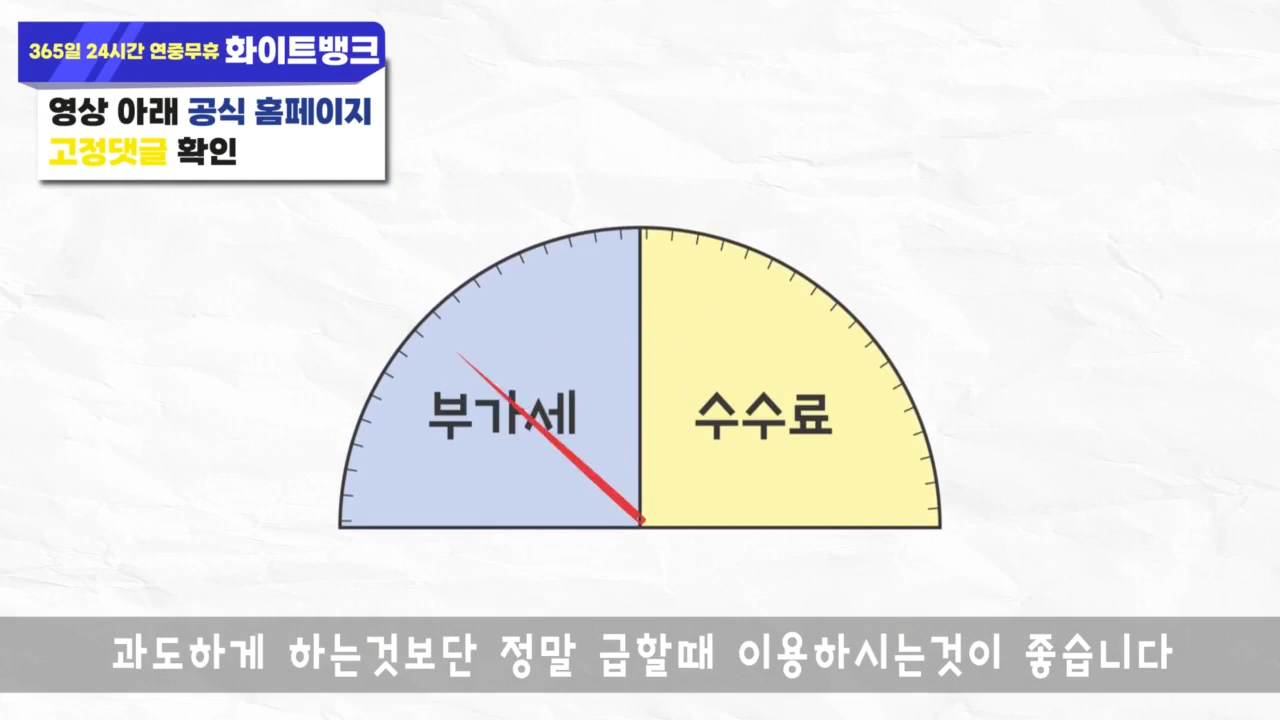 365일 24시간 연중무휴 화이트뱅크
영상 아래 공식 홈페이지
고정댓글 확인
부가세 수수료
과도하게 하는것보단 정말 급할때 이용하시는것이 좋습니다